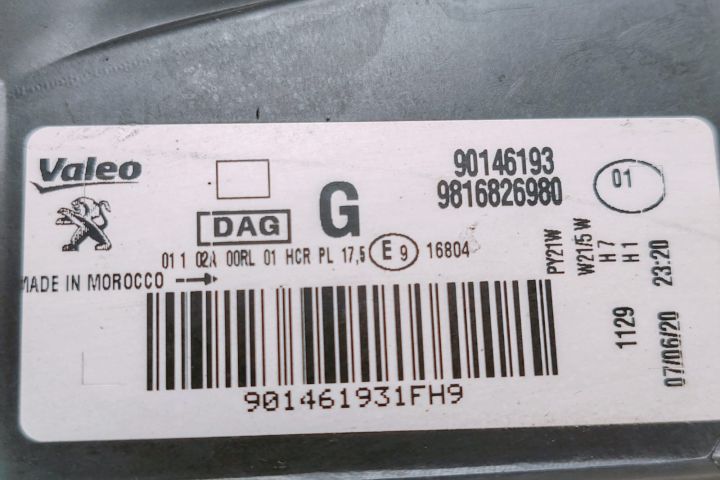 Valeo
DAG
G
90146193
9816826980
01
01 1 02A 00RL 01 HCR PL 17,5 E 9 16804
MADE IN MOROCCO
PY21W
W21/5W
H7
H1
1129
07/06/20 23:20
901461931FH9